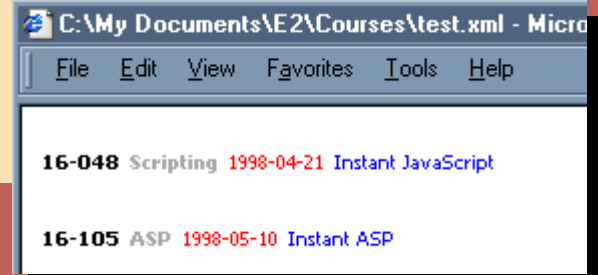 C:\My Documents\E2\Courses\test.xml - Micro
File Edit View Favorites Tools Help
16-048 Scripting 1998-04-21 Instant JavaScript
16-105 ASP 1998-05-10 Instant ASP